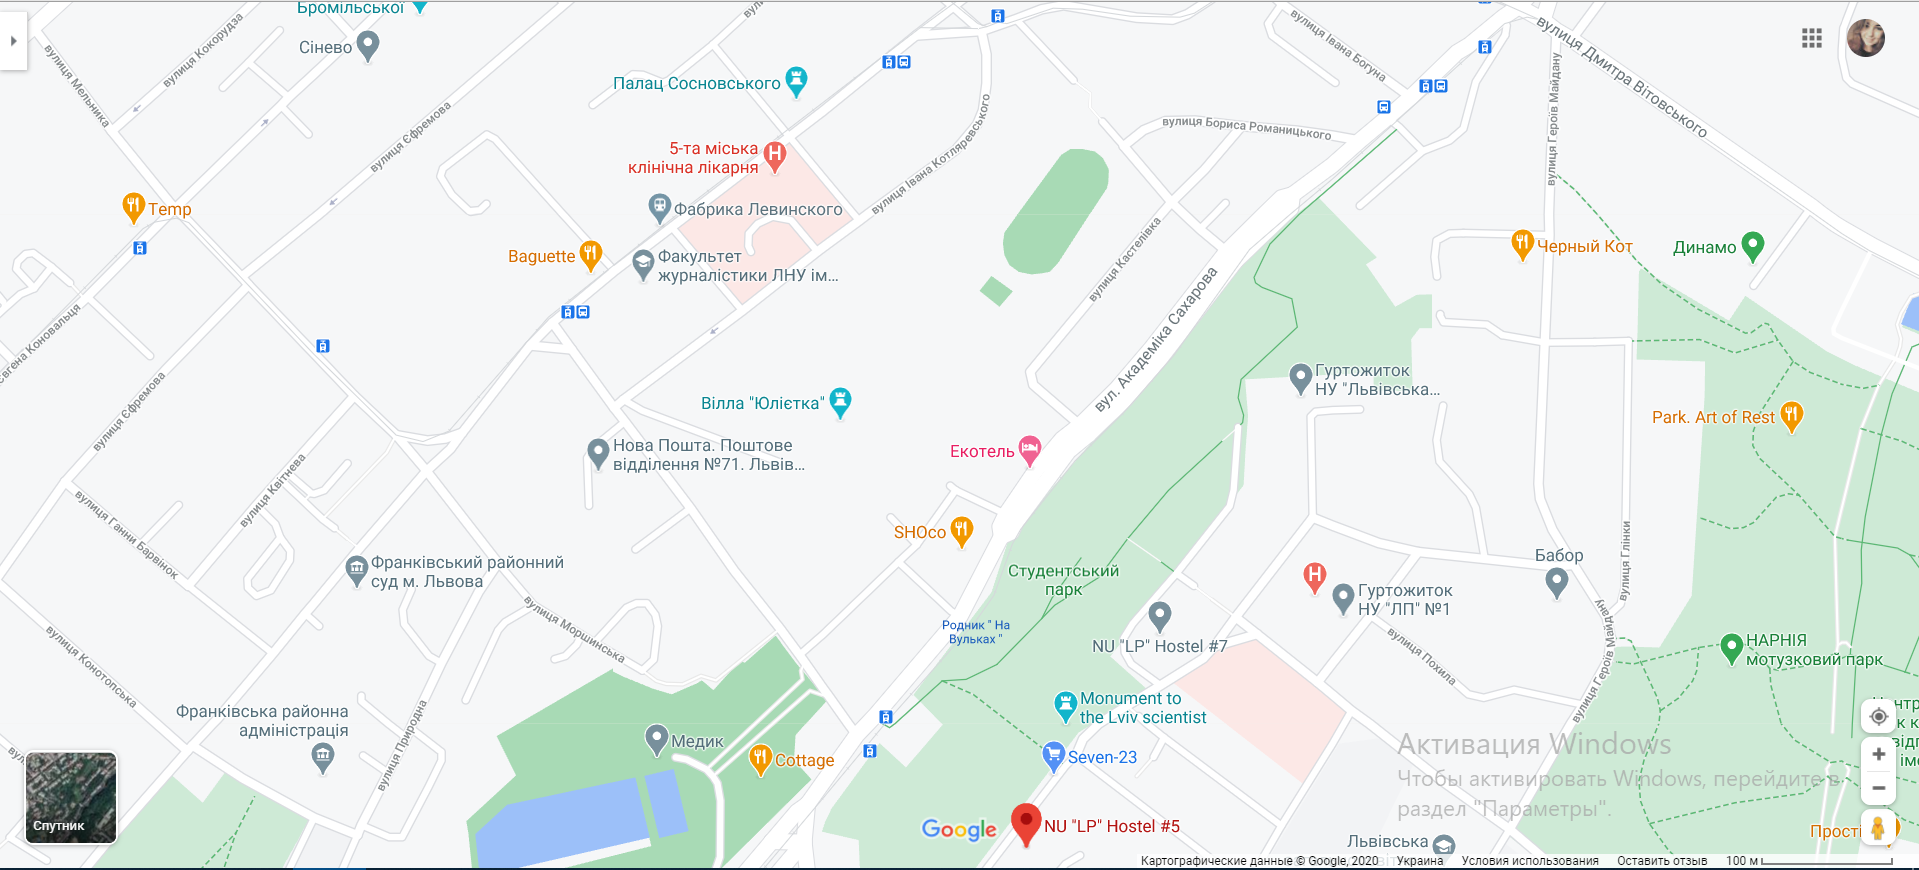 Бромільської
вулиця Кокорудза
Сінево
вулиця Мельника
вулиця Єфремова
Палац Сосновського
вулиця Івана Богуна
вулиця Дмитра Вітовського
вулиця Героїв Майдану
вулиця Бориса Романицького
вулиця Івана Котляревського
5-та міська
клінічна лікарня
Temp
Фабрика Левинского
Baguette
Факультет
журналістики ЛНУ ім...
вулиця Кастелівка
вул. Академіка Сахарова
Черный Кот
Динамо
Євгена Коновальця
вулиця Єфремова
Вілла "Юлієтка"
Гуртожиток
НУ "Львівська...
Park. Art of Rest
Нова Пошта. Поштове
відділення №71. Львів...
Екотель
вулиця Квітнева
вулиця Ганни Барвінок
SHOco
Франківський районний
суд м. Львова
Студентський
парк
вулиця Глінки
Бабор
Гуртожиток
НУ "ЛП" №1
вулиця Моршинська
Родник " На
Вульках "
NU "LP" Hostel #7
вулиця Похила
вулиця Героїв Майдану
НАРНІЯ
мотузковий парк
вулиця Конотопська
Франківська районна
адміністрація
вулиця Природна
Monument to
the Lviv scientist
Медик
Cottage
Seven-23
Активация Windows
Чтобы активировать Windows, перейдите в
раздел "Параметры".
Спутник
Google
NU "LP" Hostel #5
Львівська
Прості
Картографические данные © Google, 2020
Украина
Условия использования
Оставить отзыв
100 м